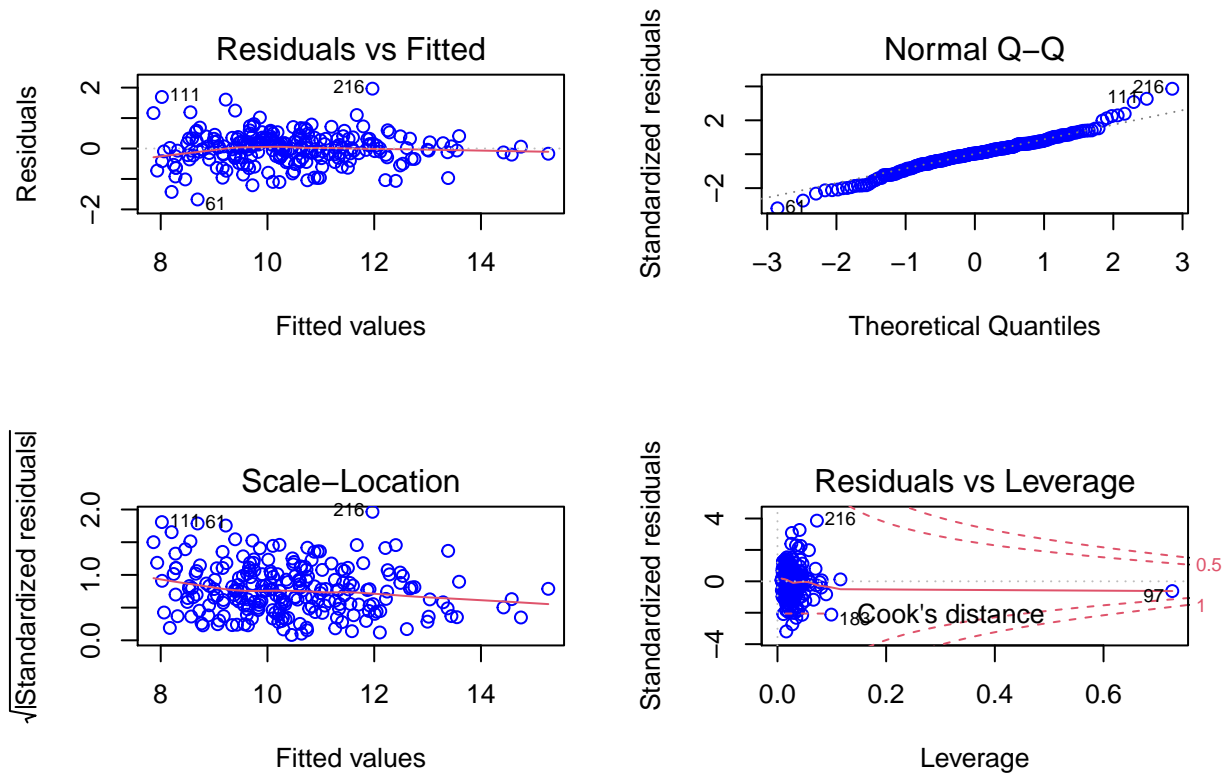 Residuals vs Fitted
Residuals
2
0
−2
111
216
61
8 10 12 14
Fitted values
Normal Q−Q
Standardized residuals
2
−2
111
216
61
−3 −2 −1 0 1 2 3
Theoretical Quantiles
Scale−Location
√|Standardized residuals|
2.0
1.0
0.0
111
61
216
8 10 12 14
Fitted values
Residuals vs Leverage
Standardized residuals
4
2
0
−4
216
97
183
Cook's distance
0.5
1
0.0 0.2 0.4 0.6
Leverage